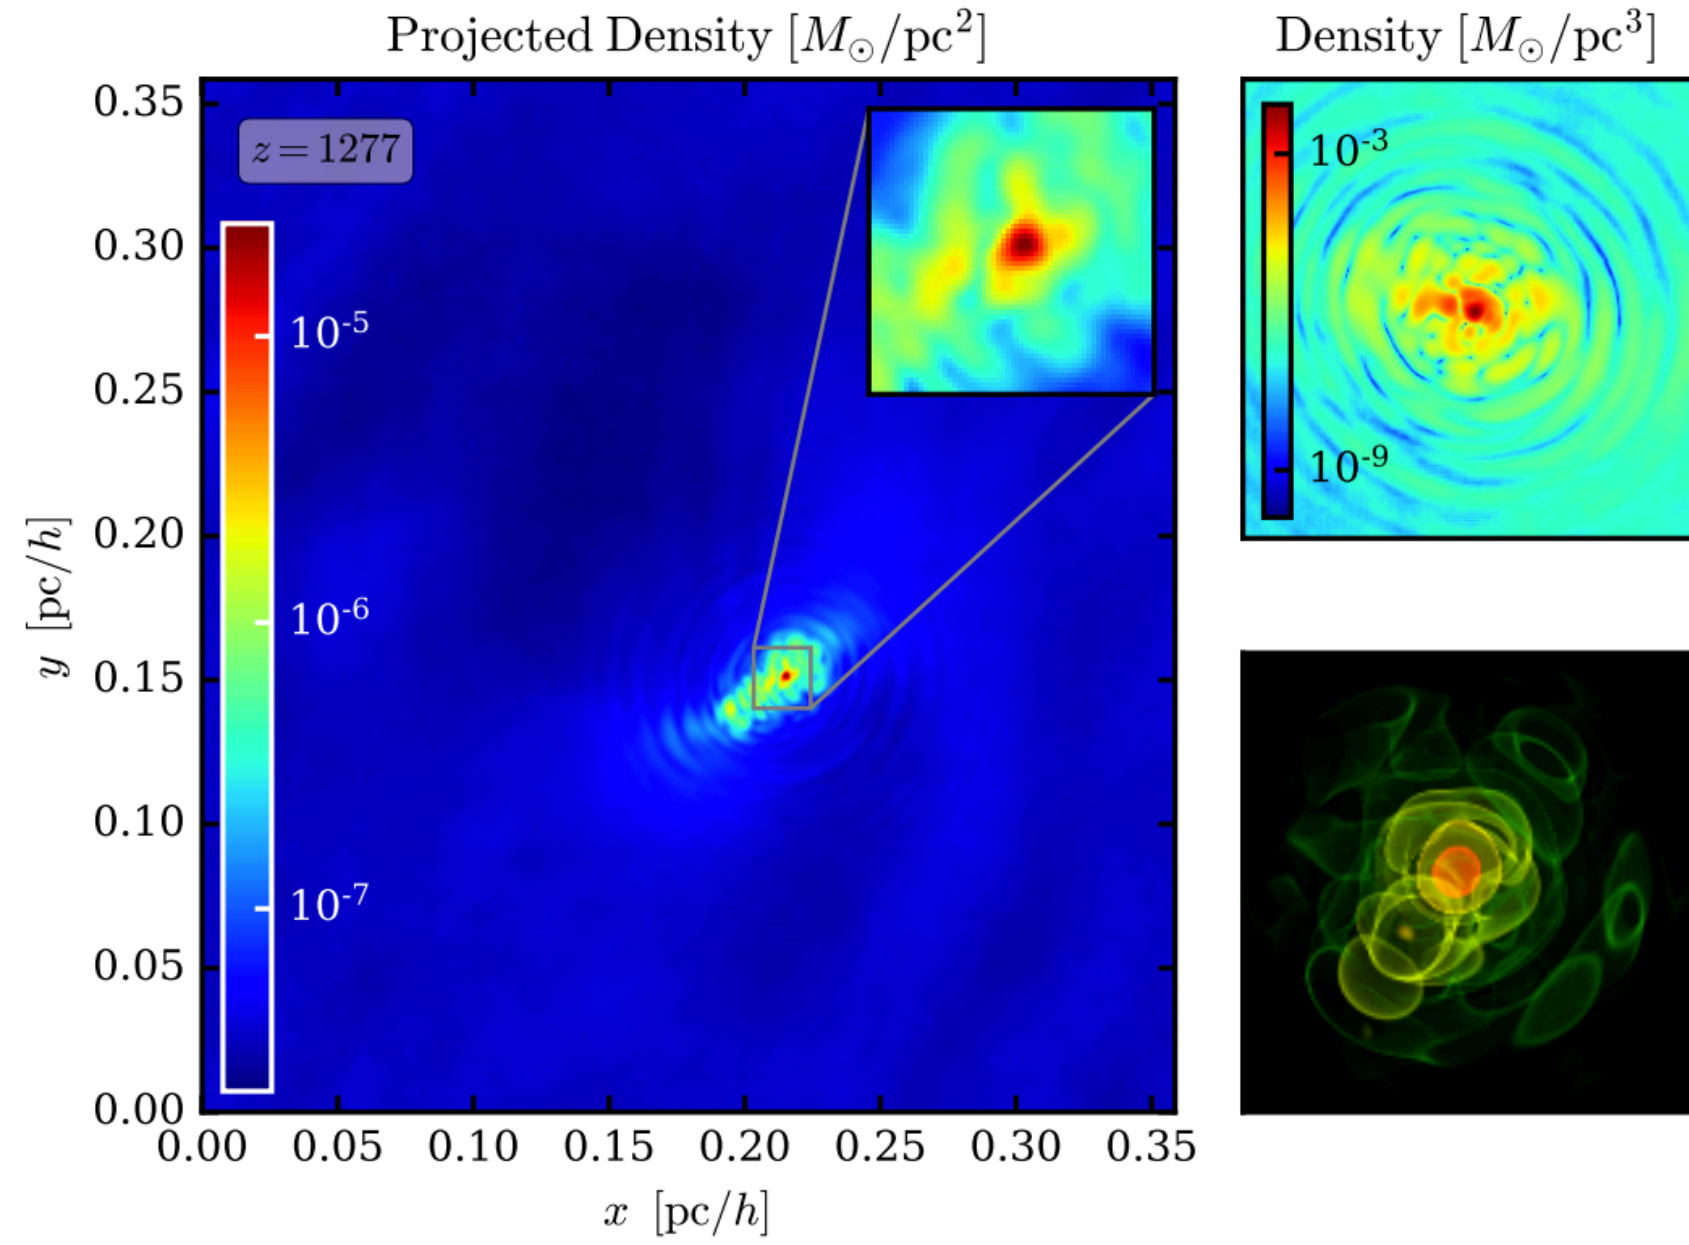 Projected Density [M☉/pc²]
Density [M☉/pc³]
z = 1277
10⁻⁵
10⁻⁶
10⁻⁷
10⁻³
10⁻⁹
0.35
0.30
0.25
0.20
0.15
0.10
0.05
0.00
y [pc/h]
0.00 0.05 0.10 0.15 0.20 0.25 0.30 0.35
x [pc/h]